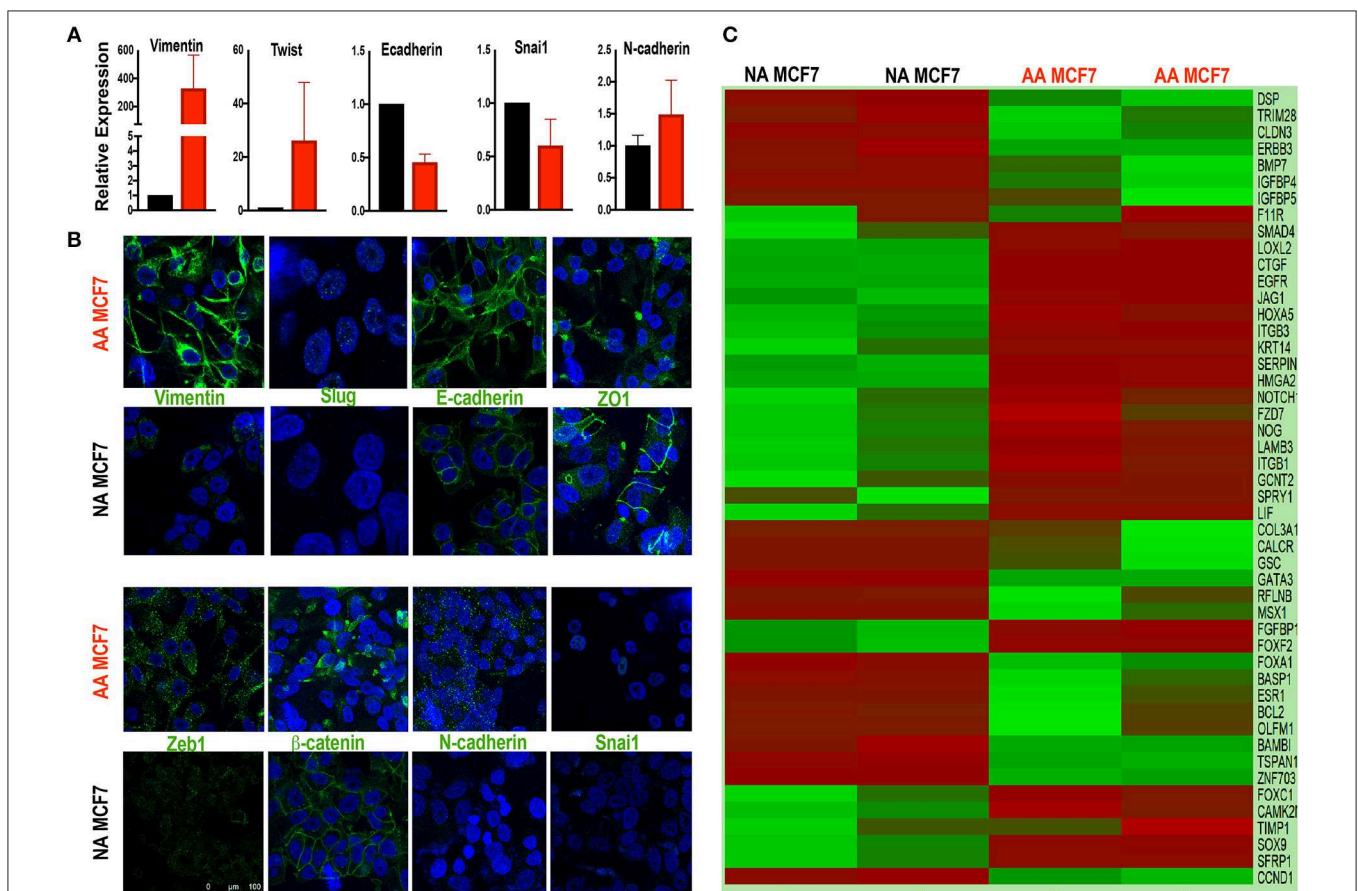 A
Vimentin
Twist
Ecadherin
Snai1
N-cadherin
Relative Expression
600
400
200
5
4
3
2
1
0
60
40
20
0
1.5
1.0
0.5
0.0
1.5
1.0
0.5
0.0
2.5
2.0
1.5
1.0
0.5
0.0
B
AA MCF7
Vimentin
Slug
E-cadherin
ZO1
NA MCF7
AA MCF7
Zeb1
β-catenin
N-cadherin
Snai1
NA MCF7
0 µm 100
C
NA MCF7
NA MCF7
AA MCF7
AA MCF7
DSP
TRIM28
CLDN3
ERBB3
BMP7
IGFBP4
IGFBP5
F11R
SMAD4
LOXL2
CTGF
EGFR
JAG1
HOXA5
ITGB3
KRT14
SERPIN
HMGA2
NOTCH1
FZD7
NOG
LAMB3
ITGB1
GCNT2
SPRY1
LIF
COL3A1
CALCR
GSC
GATA3
RFLNB
MSX1
FGFBP1
FOXF2
FOXA1
BASP1
ESR1
BCL2
OLFM1
BAMBI
TSPAN1
ZNF703
FOXC1
CAMK2N
TIMP1
SOX9
SFRP1
CCND1